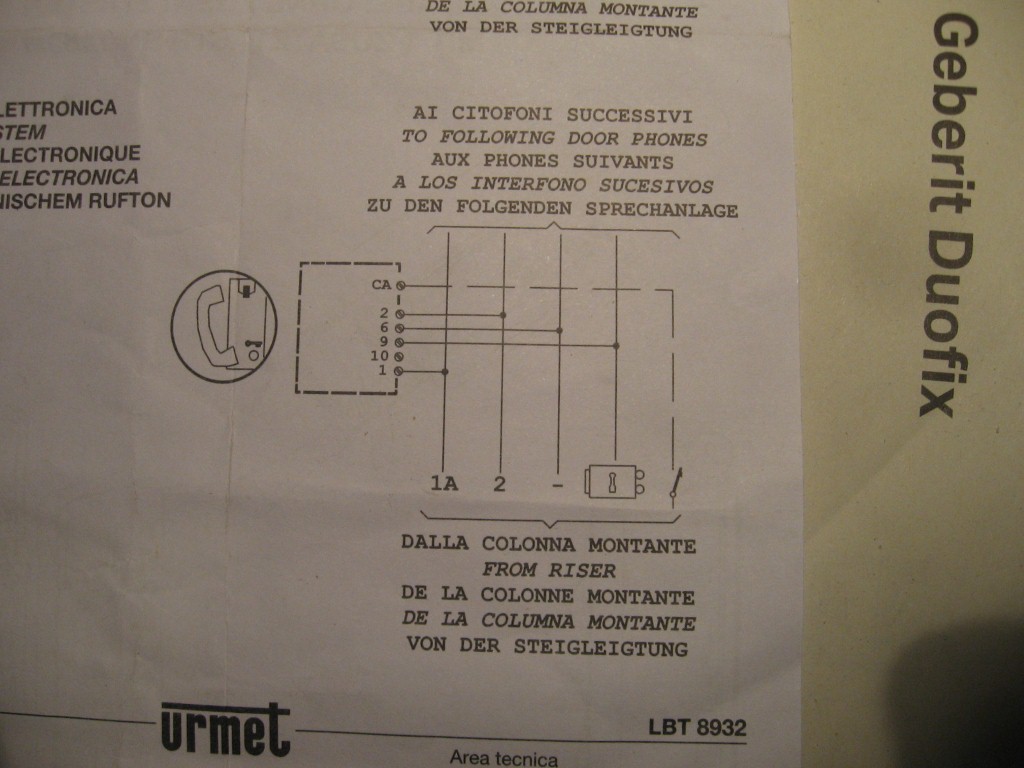 DE LA COLUMNA MONTANTE
VON DER STEIGLEIGTUNG
LETTRONICA
STEM
LECTRONIQUE
ELECTRONICA
NISCHEM RUFTON
AI CITOFONI SUCCESSIVI
TO FOLLOWING DOOR PHONES
AUX PHONES SUIVANTS
A LOS INTERFONO SUCESIVOS
ZU DEN FOLGENDEN SPRECHANLAGE
CA
2
6
9
10
1
1A 2 –
DALLA COLONNA MONTANTE
FROM RISER
DE LA COLONNE MONTANTE
DE LA COLUMNA MONTANTE
VON DER STEIGLEIGTUNG
urmet
LBT 8932
Area tecnica
Geberit Duofix